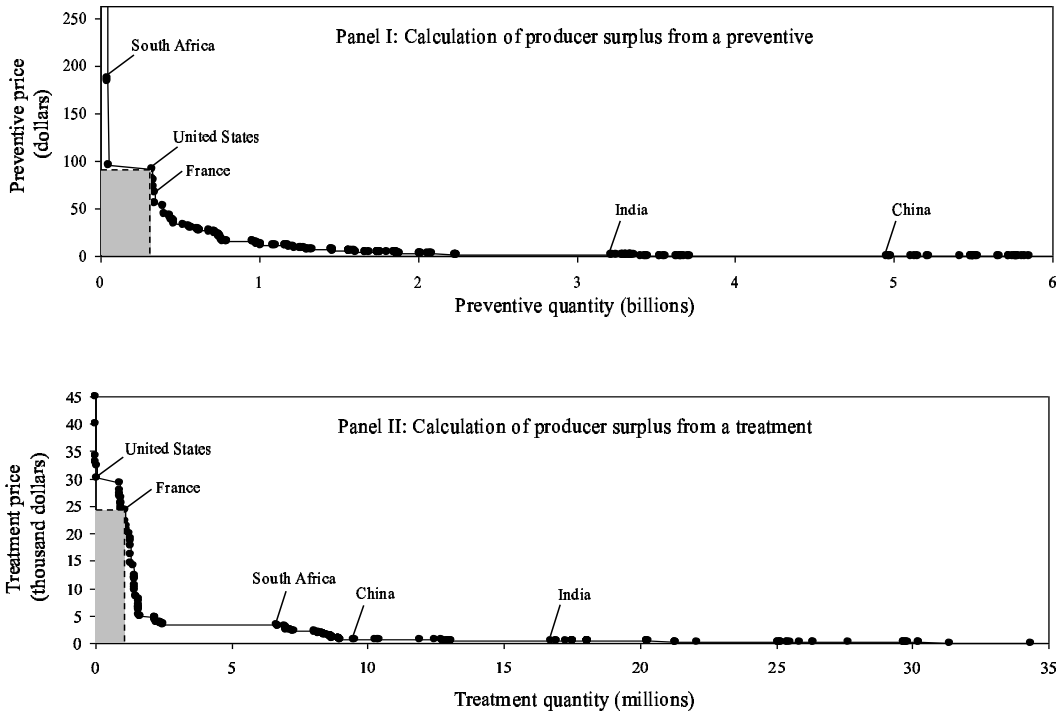 Panel I: Calculation of producer surplus from a preventive
Preventive price
(dollars)
250
200
150
100
50
0
South Africa
United States
France
India
China
0 1 2 3 4 5 6
Preventive quantity (billions)
Panel II: Calculation of producer surplus from a treatment
Treatment price
(thousand dollars)
45
40
35
30
25
20
15
10
5
0
United States
France
South Africa
China
India
0 5 10 15 20 25 30 35
Treatment quantity (millions)